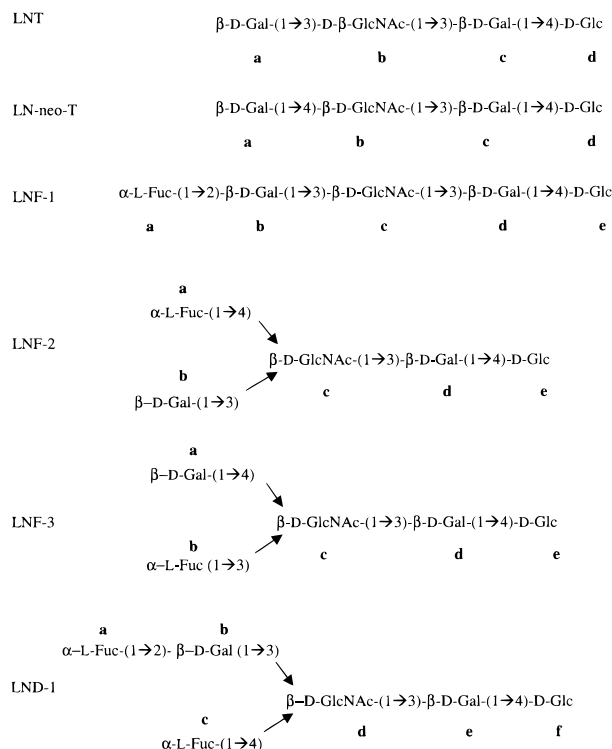 LNT β-D-Gal-(1→3)-D-β-GlcNAc-(1→3)-β-D-Gal-(1→4)-D-Glc
a b c d
LN-neo-T β-D-Gal-(1→4)-β-D-GlcNAc-(1→3)-β-D-Gal-(1→4)-D-Glc
a b c d
LNF-1 α-L-Fuc-(1→2)-β-D-Gal-(1→3)-β-D-GlcNAc-(1→3)-β-D-Gal-(1→4)-D-Glc
a b c d e
a
α-L-Fuc-(1→4)
LNF-2 β-D-GlcNAc-(1→3)-β-D-Gal-(1→4)-D-Glc
b c d e
β–D-Gal-(1→3)
a
β–D-Gal-(1→4)
LNF-3 β-D-GlcNAc-(1→3)-β-D-Gal-(1→4)-D-Glc
b c d e
α–L-Fuc (1→3)
a b
α–L-Fuc-(1→2)- β–D-Gal (1→3)
LND-1 β–D-GlcNAc-(1→3)-β-D-Gal-(1→4)-D-Glc
c d e f
α-L-Fuc-(1→4)